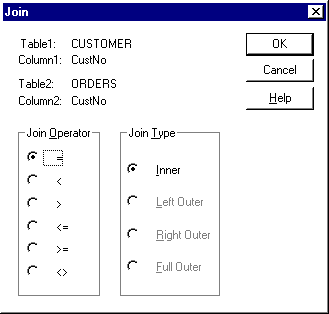 Join
Table1: CUSTOMER
Column1: CustNo
Table2: ORDERS
Column2: CustNo
OK
Cancel
Help
Join Operator
=
<
>
<=
>=
<>
Join Type
Inner
Left Outer
Right Outer
Full Outer